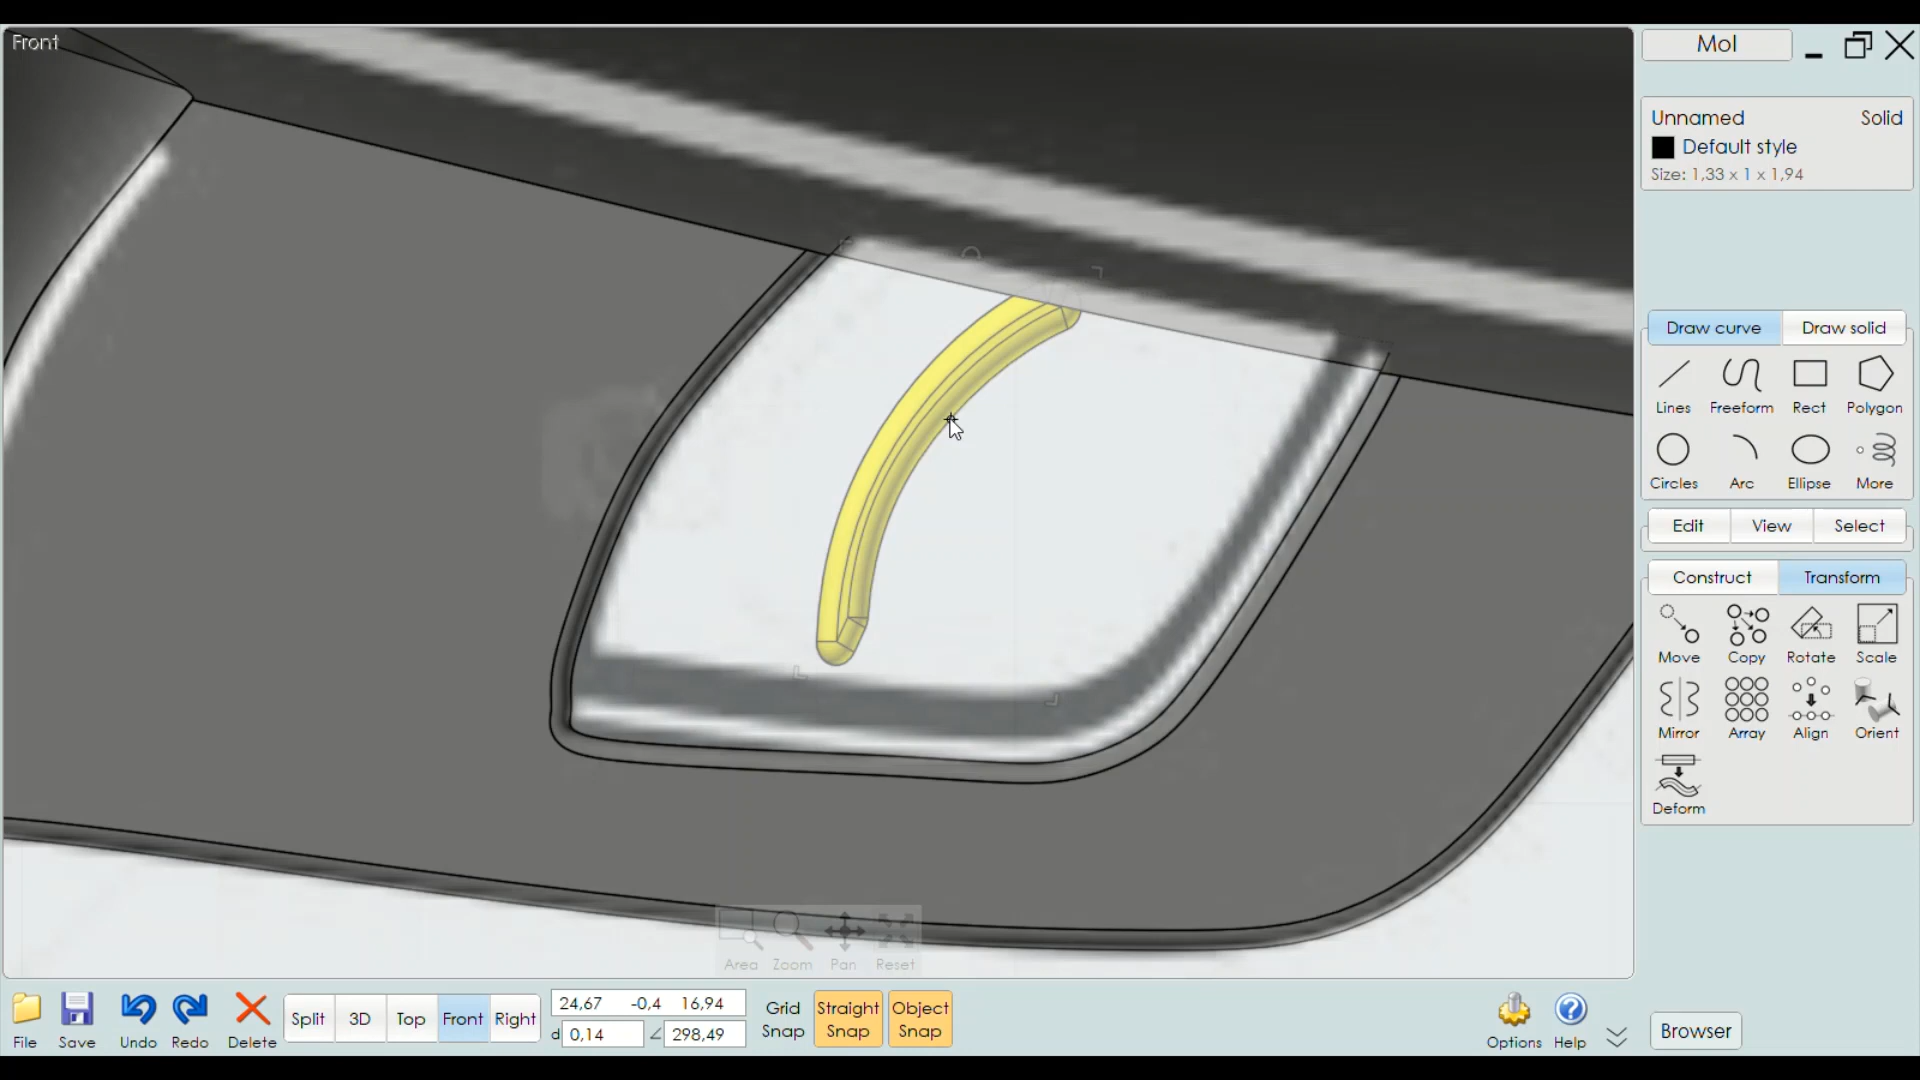 Front
MoI
Unnamed Solid
Default style
Size: 1,33 x 1 x 1,94
Draw curve Draw solid
Lines Freeform Rect Polygon
Circles Arc Ellipse More
Edit View Select
Construct Transform
Move Copy Rotate Scale
Mirror Array Align Orient
Deform
Area Zoom Pan Reset
File Save Undo Redo Delete
Split 3D Top Front Right
24,67 -0,4 16,94
d 0,14 ∠ 298,49
Grid Snap
Straight Snap
Object Snap
Options Help
Browser